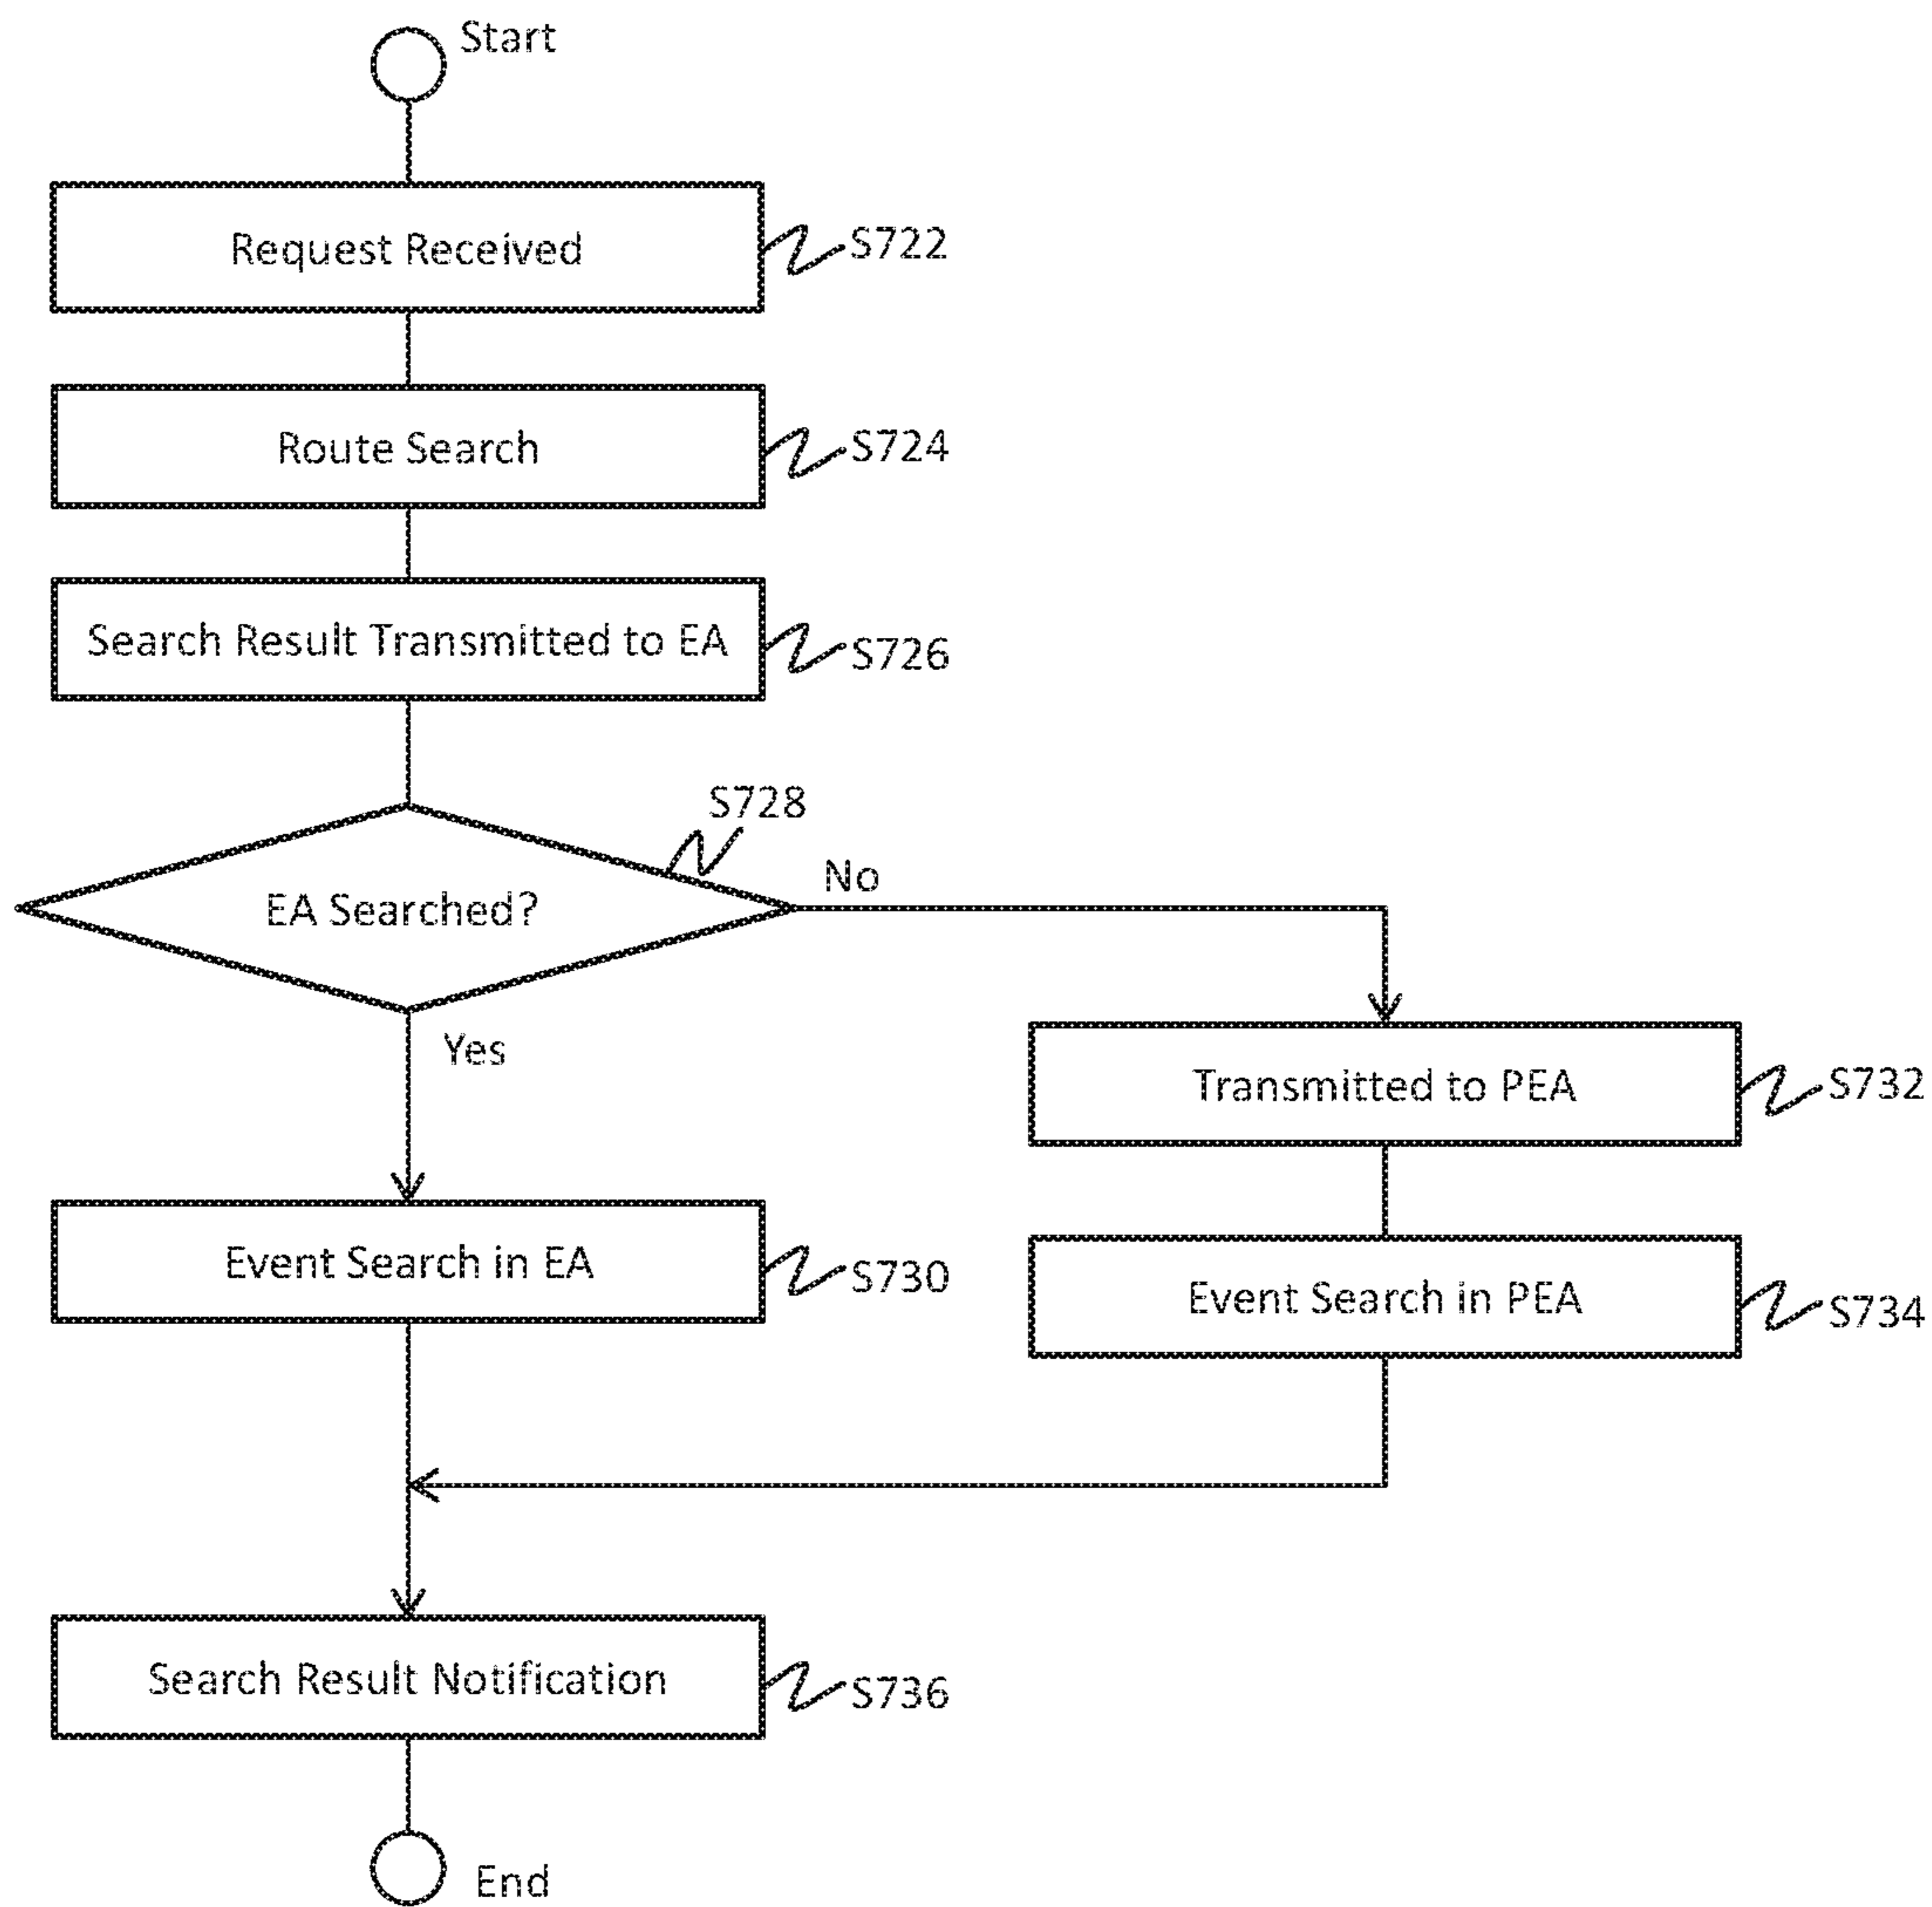 Start
Request Received
S722
Route Search
S724
Search Result Transmitted to EA
S726
S728
EA Searched?
No
Yes
Transmitted to PEA
S732
Event Search in EA
S730
Event Search in PEA
S734
Search Result Notification
S736
End